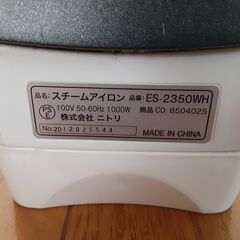 品名: スチームアイロン 品番: ES-2350WH
PS E 100V 50-60Hz 1000W 商品CD: 8504025
株式会社 ニトリ
No.2012025544
MADE IN CHINA